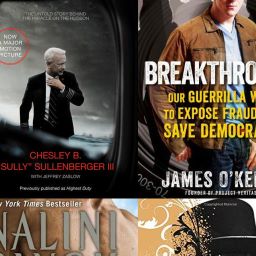 THE UNTOLD STORY BEHIND
THE MIRACLE ON THE HUDSON
NOW
A MAJOR
MOTION
PICTURE
CHESLEY B.
"SULLY" SULLENBERGER III
WITH JEFFREY ZASLOW
Previously published as Highest Duty
BREAKTHRO
OUR GUERRILLA W
TO EXPOSE FRAUD
SAVE DEMOCRA
JAMES O'KE
FOUNDER OF PROJECT VERITAS
New York Times Bestseller
NALINI